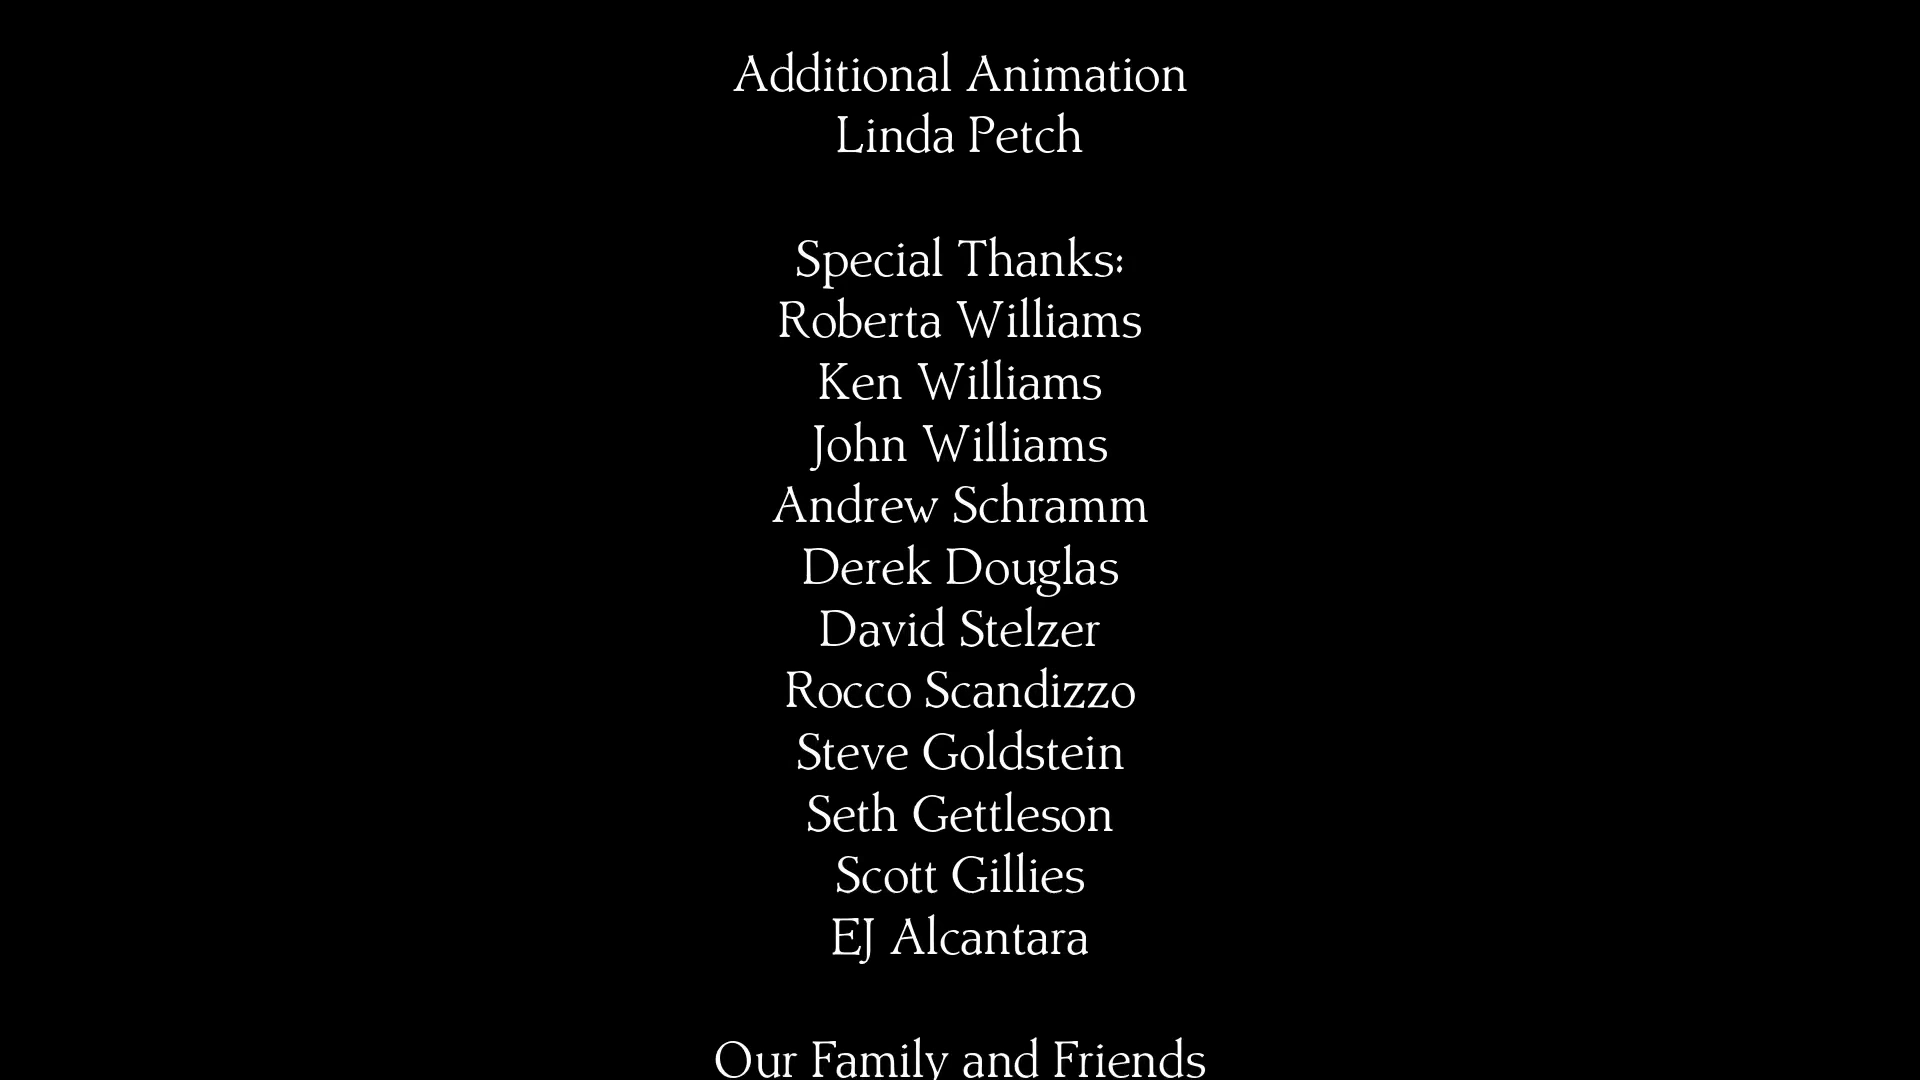 Additional Animation
Linda Petch
Special Thanks:
Roberta Williams
Ken Williams
John Williams
Andrew Schramm
Derek Douglas
David Stelzer
Rocco Scandizzo
Steve Goldstein
Seth Gettleson
Scott Gillies
EJ Alcantara
Our Family and Friends